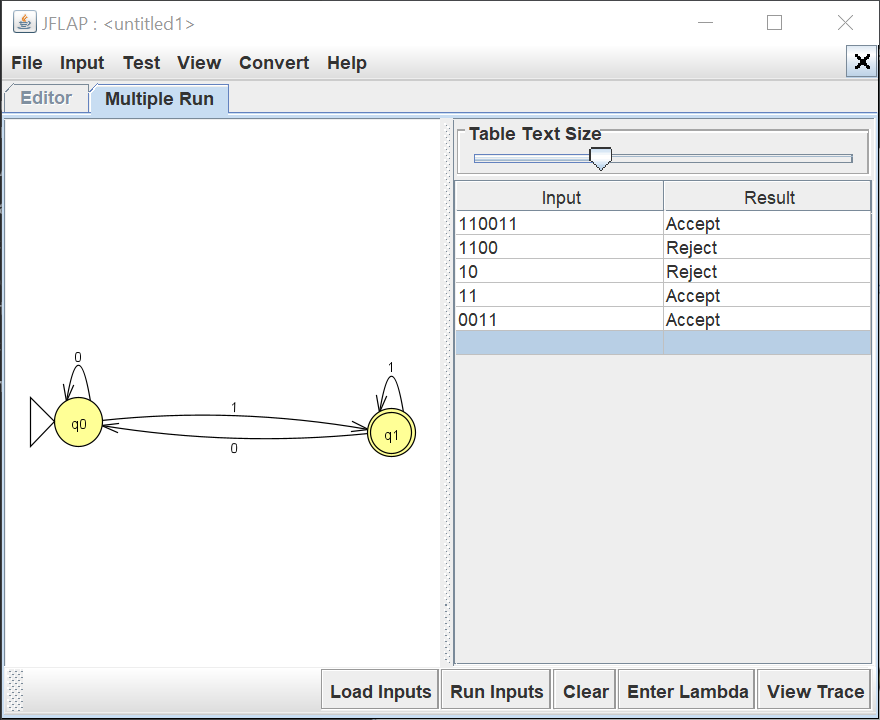 JFLAP : <untitled1>
File Input Test View Convert Help
Editor Multiple Run
Table Text Size
Input Result
110011 Accept
1100 Reject
10 Reject
11 Accept
0011 Accept
0
1
q0
1
0
q1
Load Inputs Run Inputs Clear Enter Lambda View Trace